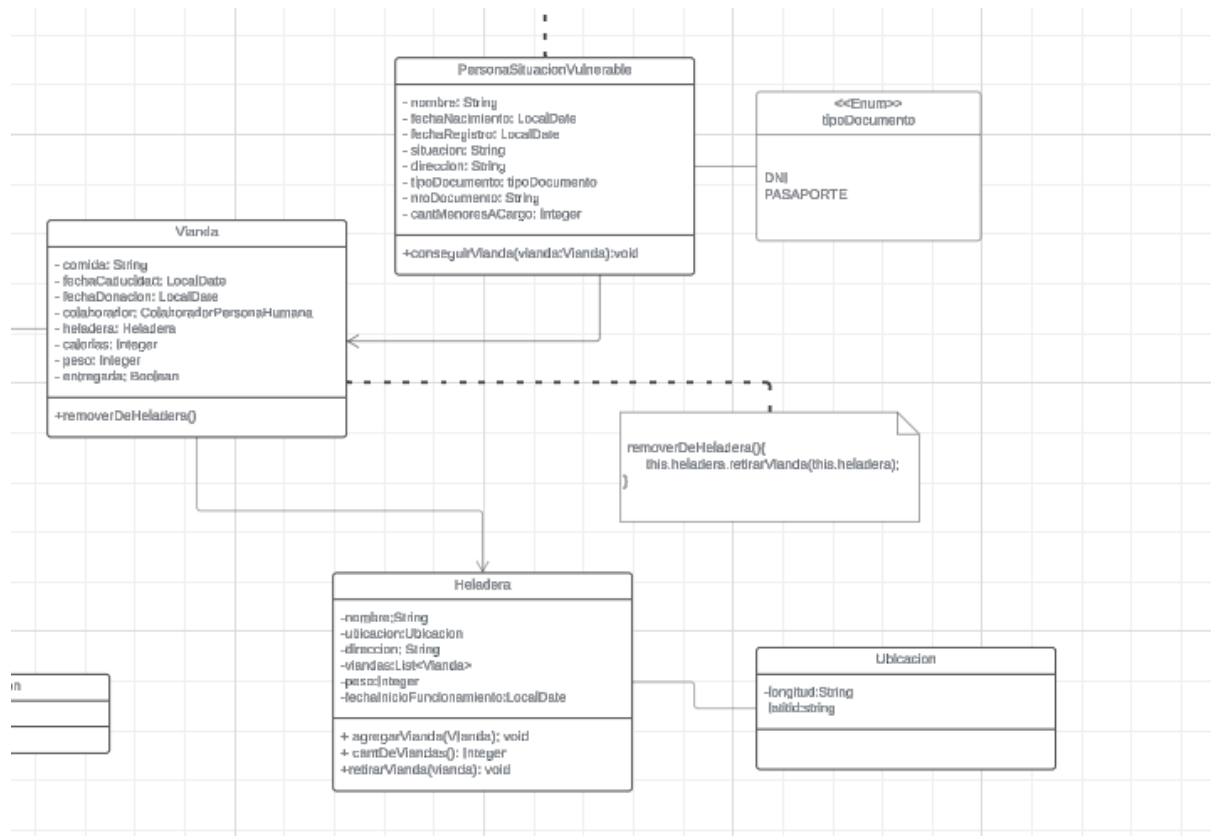 PersonaSituacionVulnerable
- nombre: String
- fechaNacimiento: LocalDate
- fechaRegistro: LocalDate
- situacion: String
- direccion: String
- tipoDocumento: tipoDocumento
- nroDocumento: String
- cantMenoresACargo: Integer
+conseguirVianda(vianda:Vianda):void
<<Enum>>
tipoDocumento
DNI
PASAPORTE
Vianda
- comida: String
- fechaCaducidad: LocalDate
- fechaDonacion: LocalDate
- colaborador: ColaboradorPersonaHumana
- heladera: Heladera
- calorias: Integer
- peso: Integer
- entregada: Boolean
+removerDeHeladera()
removerDeHeladera(){
this.heladera.retirarVianda(this.heladera);
}
Heladera
-nombre:String
-ubicacion:Ubicacion
-direccion: String
-viandas:List<Vianda>
-peso:Integer
-fechaInicioFuncionamiento:LocalDate
+ agregarVianda(Vianda): void
+ cantDeViandas(): Integer
+retirarVianda(vianda): void
Ubicacion
-longitud:String
latitid:string
n